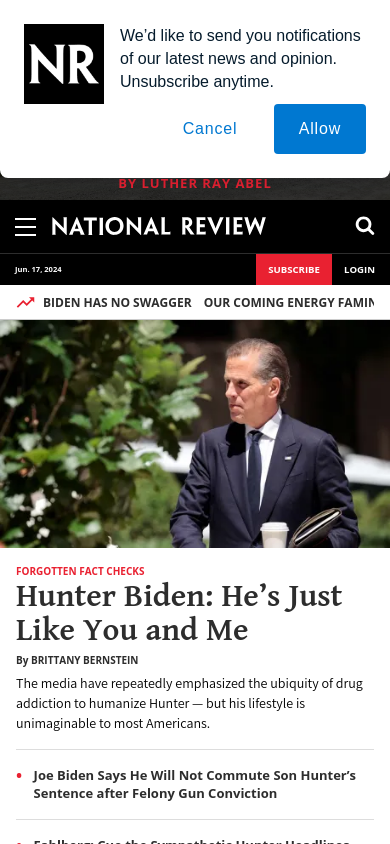 NR
We’d like to send you notifications
of our latest news and opinion.
Unsubscribe anytime.
Cancel
Allow
BY LUTHER RAY ABEL
NATIONAL REVIEW
Jun. 17, 2024
SUBSCRIBE
LOGIN
BIDEN HAS NO SWAGGER OUR COMING ENERGY FAMIN
FORGOTTEN FACT CHECKS
Hunter Biden: He’s Just
Like You and Me
By BRITTANY BERNSTEIN
The media have repeatedly emphasized the ubiquity of drug
addiction to humanize Hunter — but his lifestyle is
unimaginable to most Americans.
• Joe Biden Says He Will Not Commute Son Hunter’s
Sentence after Felony Gun Conviction
Sympathetic Hunter Headlines